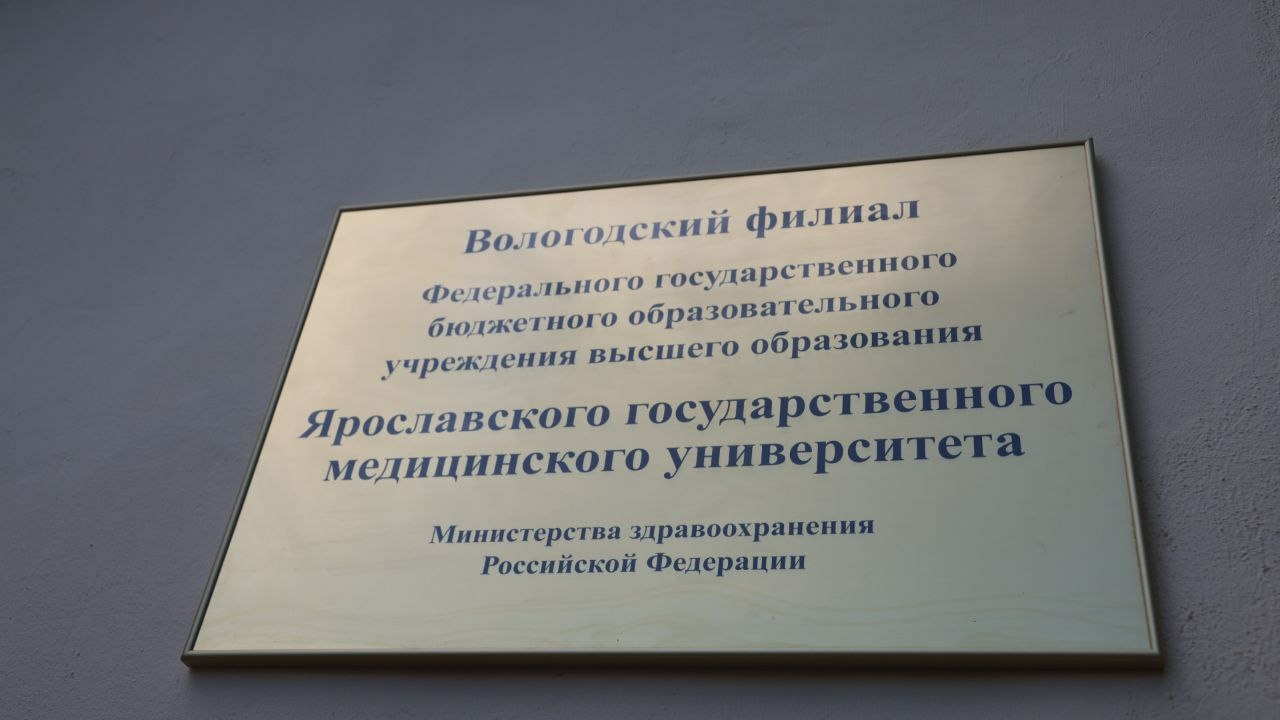 Вологодский филиал
Федерального государственного
бюджетного образовательного
учреждения высшего образования
Ярославского государственного
медицинского университета
Министерства здравоохранения
Российской Федерации